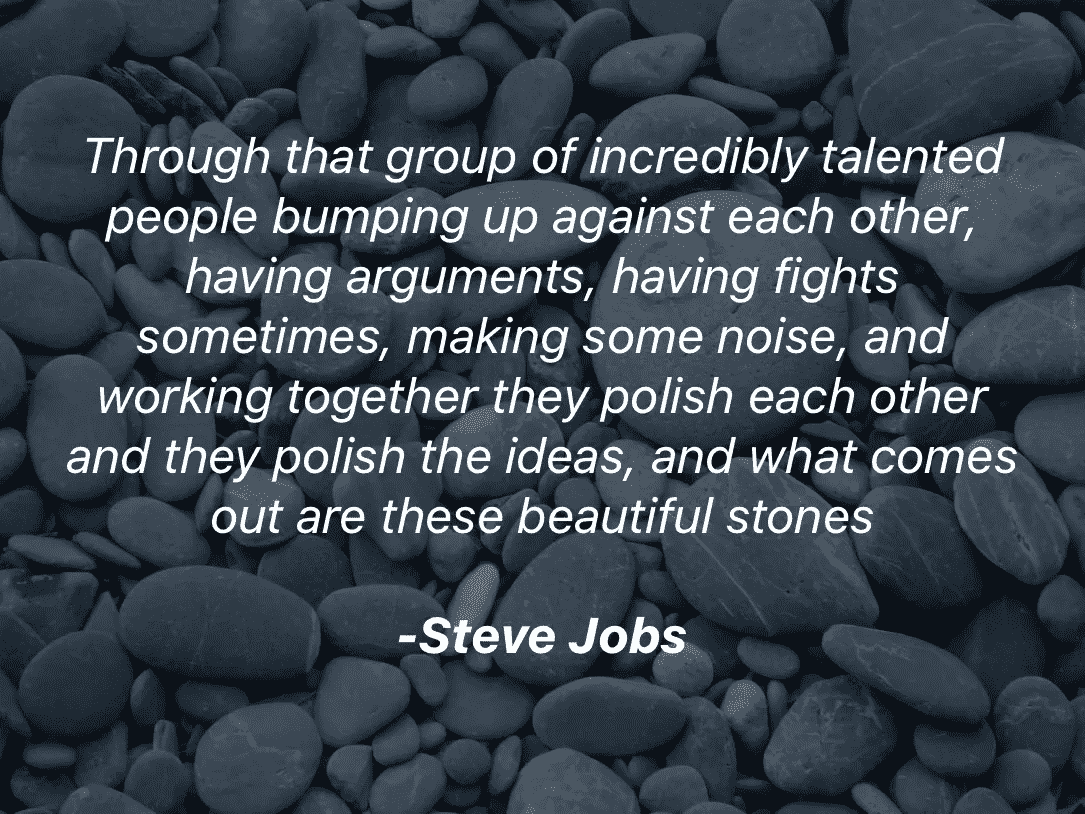 Through that group of incredibly talented
people bumping up against each other,
having arguments, having fights
sometimes, making some noise, and
working together they polish each other
and they polish the ideas, and what comes
out are these beautiful stones
-Steve Jobs